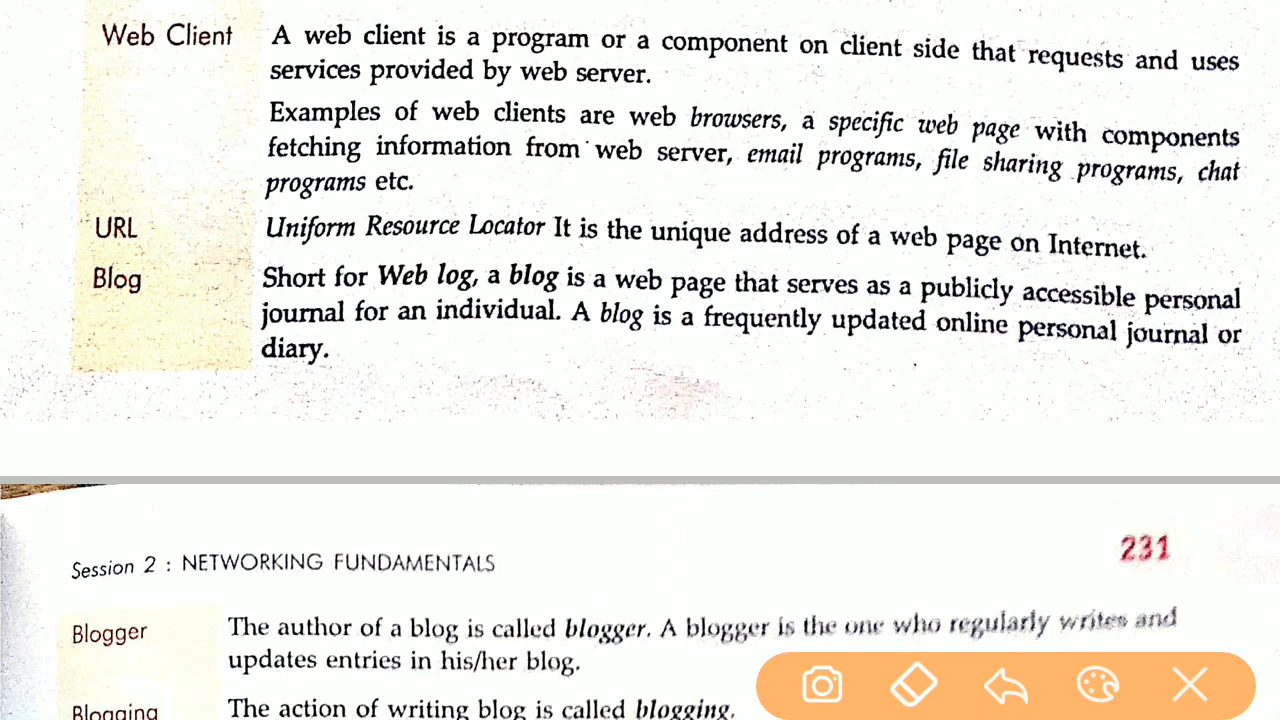 Web Client A web client is a program or a component on client side that requests and uses
services provided by web server.
Examples of web clients are web browsers, a specific web page with components
fetching information from web server, email programs, file sharing programs, chat
programs etc.
URL Uniform Resource Locator It is the unique address of a web page on Internet.
Blog Short for Web log, a blog is a web page that serves as a publicly accessible personal
journal for an individual. A blog is a frequently updated online personal journal or
diary.
Session 2 : NETWORKING FUNDAMENTALS 231
Blogger The author of a blog is called blogger. A blogger is the one who regularly writes and
updates entries in his/her blog.
Blogging The action of writing blog is called blogging.